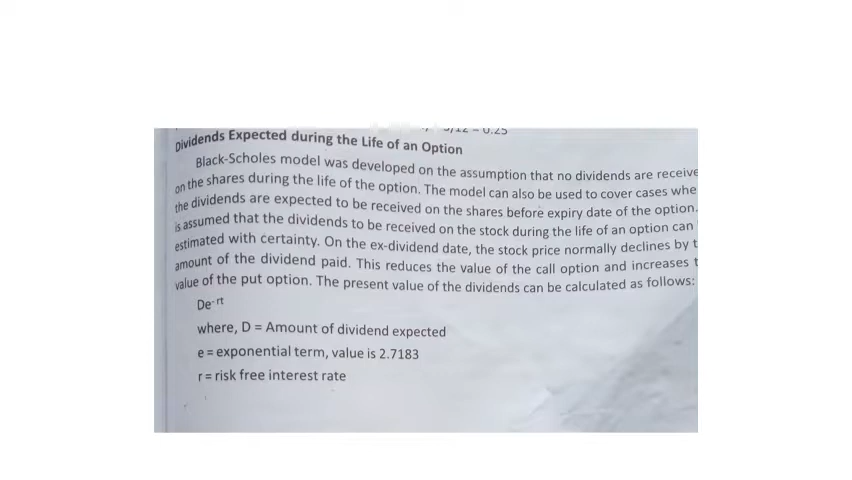 3/12 = 0.25
Dividends Expected during the Life of an Option
Black-Scholes model was developed on the assumption that no dividends are receive
on the shares during the life of the option. The model can also be used to cover cases whe
the dividends are expected to be received on the shares before expiry date of the option.
is assumed that the dividends to be received on the stock during the life of an option can
estimated with certainty. On the ex-dividend date, the stock price normally declines by t
amount of the dividend paid. This reduces the value of the call option and increases t
value of the put option. The present value of the dividends can be calculated as follows:
De-rt
where, D = Amount of dividend expected
e = exponential term, value is 2.7183
r = risk free interest rate